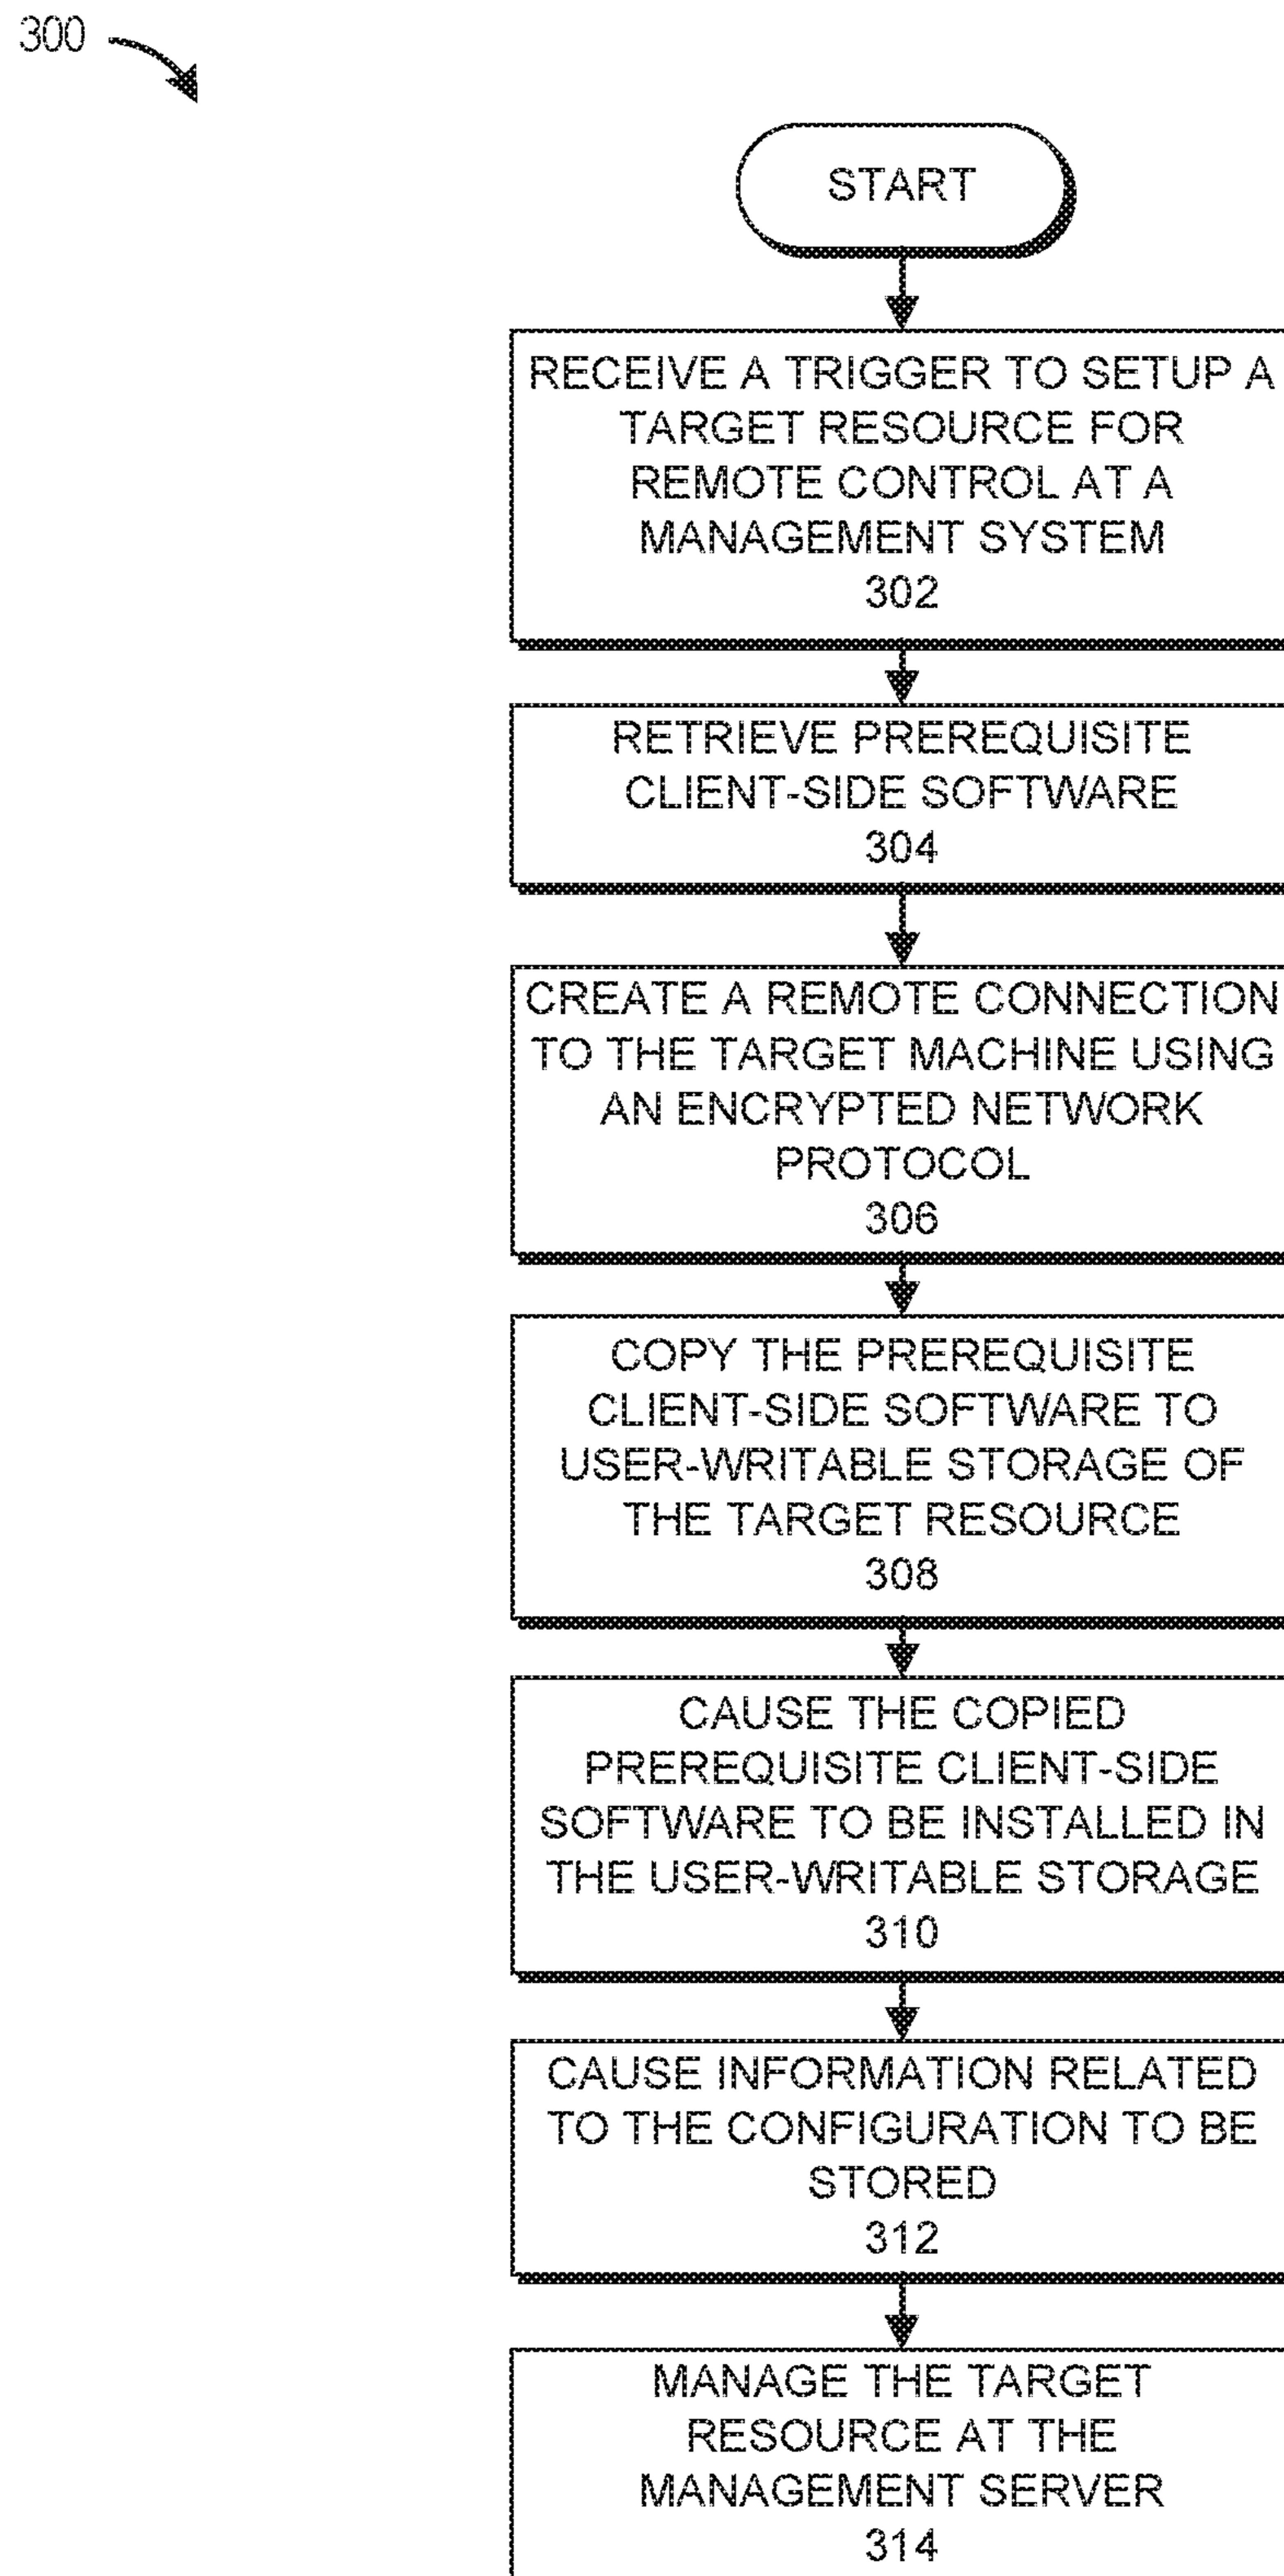 300
START
RECEIVE A TRIGGER TO SETUP A
TARGET RESOURCE FOR
REMOTE CONTROL AT A
MANAGEMENT SYSTEM
302
RETRIEVE PREREQUISITE
CLIENT-SIDE SOFTWARE
304
CREATE A REMOTE CONNECTION
TO THE TARGET MACHINE USING
AN ENCRYPTED NETWORK
PROTOCOL
306
COPY THE PREREQUISITE
CLIENT-SIDE SOFTWARE TO
USER-WRITABLE STORAGE OF
THE TARGET RESOURCE
308
CAUSE THE COPIED
PREREQUISITE CLIENT-SIDE
SOFTWARE TO BE INSTALLED IN
THE USER-WRITABLE STORAGE
310
CAUSE INFORMATION RELATED
TO THE CONFIGURATION TO BE
STORED
312
MANAGE THE TARGET
RESOURCE AT THE
MANAGEMENT SERVER
314